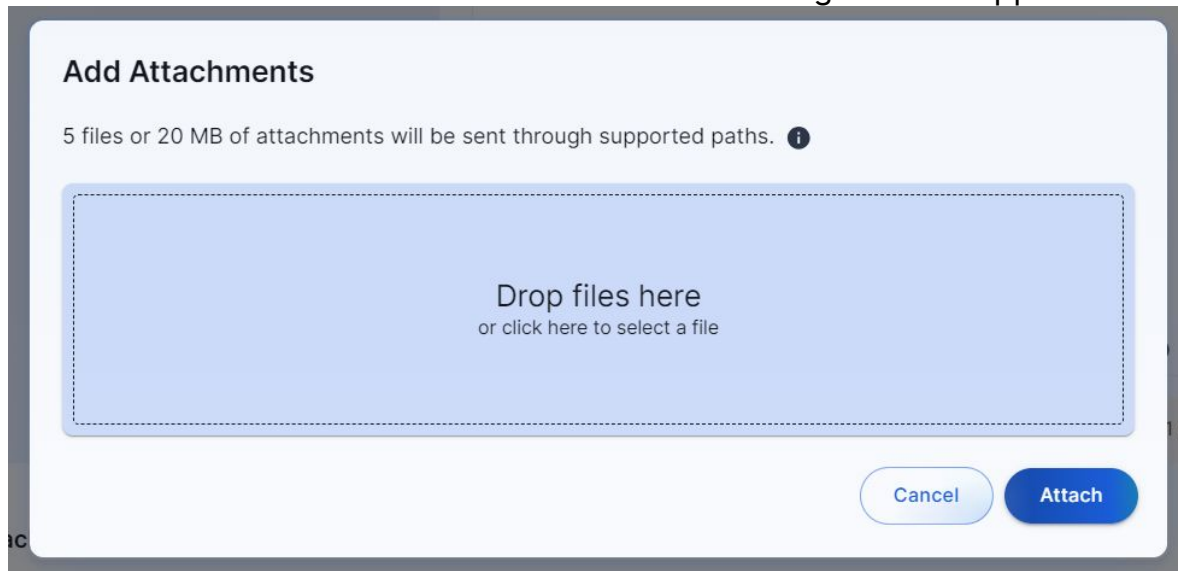 Add Attachments
5 files or 20 MB of attachments will be sent through supported paths.
Drop files here
or click here to select a file
Cancel Attach